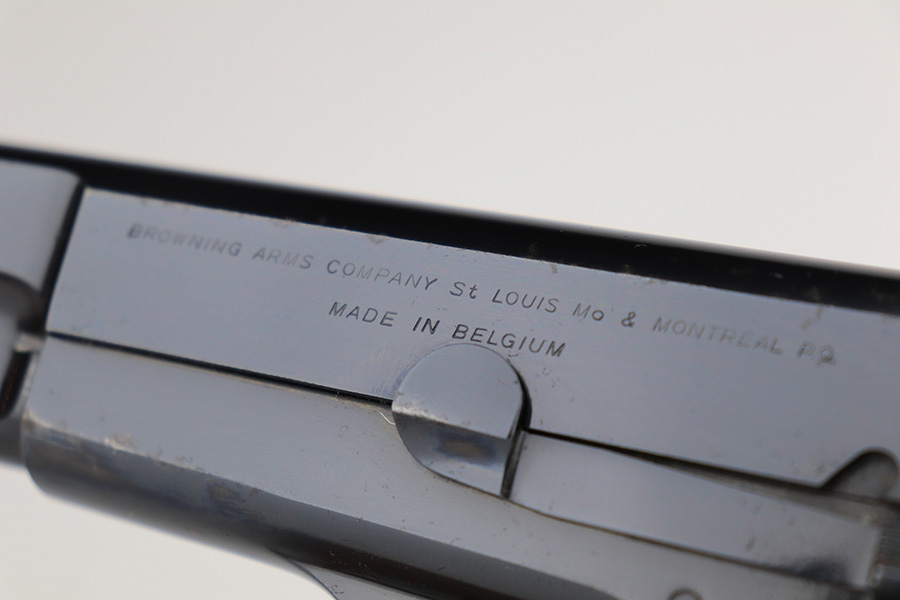 BROWNING ARMS COMPANY St LOUIS Mo & MONTREAL PQ
MADE IN BELGIUM